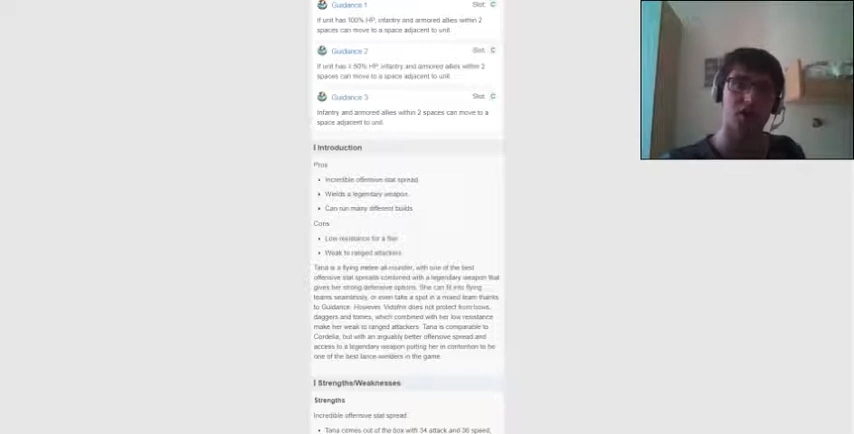 Guidance 1 Slot: C
If unit has 100% HP, infantry and armored allies within 2
spaces can move to a space adjacent to unit.
Guidance 2 Slot: C
If unit has ≥ 50% HP, infantry and armored allies within 2
spaces can move to a space adjacent to unit.
Guidance 3 Slot: C
Infantry and armored allies within 2 spaces can move to a
space adjacent to unit.
Introduction
Pros
• Incredible offensive stat spread.
• Wields a legendary weapon.
• Can run many different builds
Cons
• Low resistance for a flier
• Weak to ranged attackers
Tana is a flying melee all-rounder, with one of the best
offensive stat spreads combined with a legendary weapon that
gives her strong defensive options. She can fit into flying
teams seamlessly, or even take a spot in a mixed team thanks
to Guidance. However, Vidofnir does not protect from bows,
daggers and tomes, which combined with her low resistance
make her weak to ranged attackers. Tana is comparable to
Cordelia, but with an arguably better offensive spread and
access to a legendary weapon putting her in contention to be
one of the best lance-wielders in the game.
Strengths/Weaknesses
Strengths
Incredible offensive stat spread
• Tana comes out of the box with 34 attack and 36 speed,